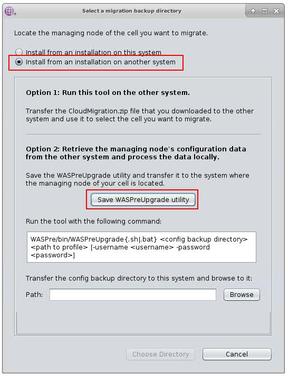 Select a migration backup directory
Locate the managing node of the cell you want to migrate.
Install from an installation on this system
Install from an installation on another system
Option 1: Run this tool on the other system.
Transfer the CloudMigration.zip file that you downloaded to the other
system and use it to select the cell you want to migrate.
Option 2: Retrieve the managing node's configuration data
from the other system and process the data locally.
Save the WASPreUpgrade utility and transfer it to the system where
the managing node of your cell is located.
Save WASPreUpgrade utility
Run the tool with the following command:
WASPre/bin/WASPreUpgrade{.sh|.bat} <config backup directory>
<path to profile> [-username <username> -password
<password>]
Transfer the config backup directory to this system and browse to it:
Path:
Browse
Choose Directory
Cancel